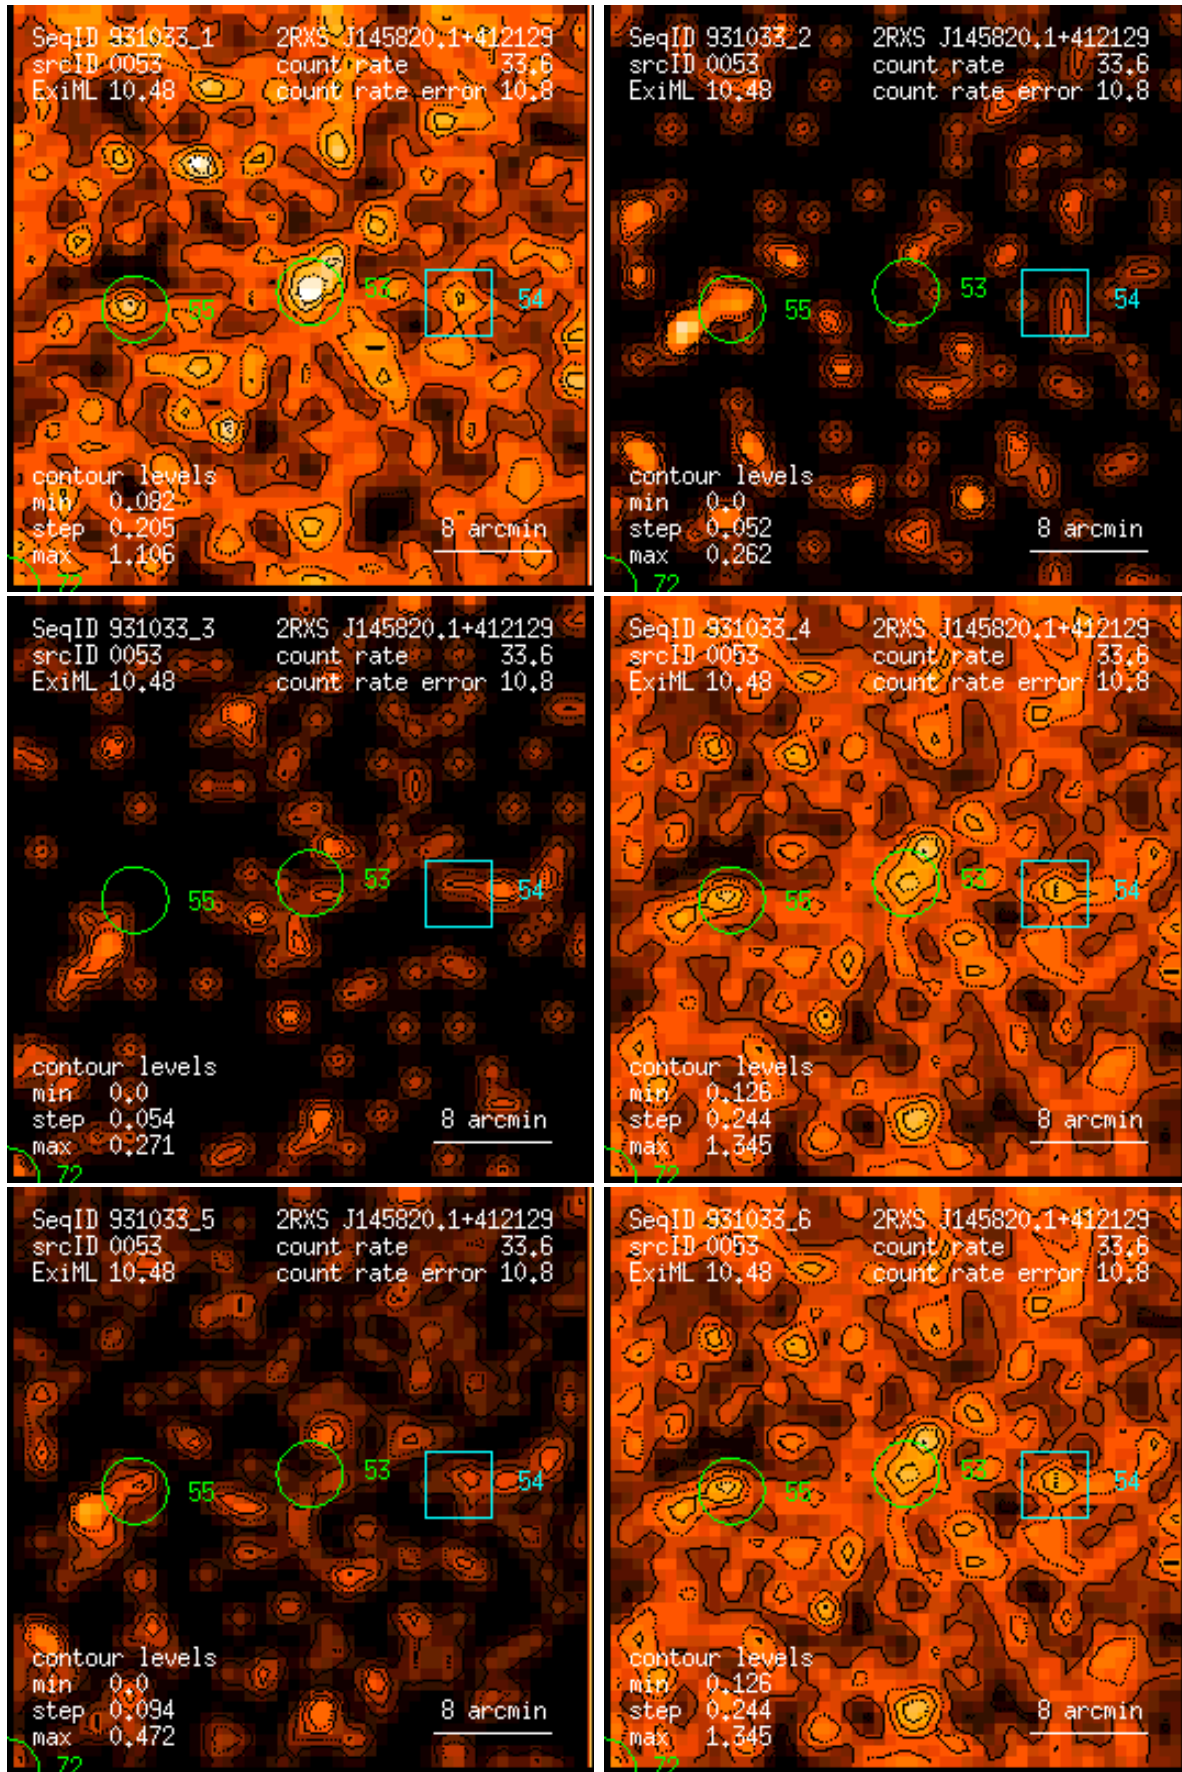 SeqID 931033_1 2RXS J145820.1+412129
srcID 0053 count rate 33.6
ExiML 10.48 count rate error 10.8
55 53 54
contour levels
min 0.082
step 0.205 8 arcmin
max 1.106
72
SeqID 931033_2 2RXS J145820.1+412129
srcID 0053 count rate 33.6
ExiML 10.48 count rate error 10.8
55 53 54
contour levels
min 0.0
step 0.052 8 arcmin
max 0.262
72
SeqID 931033_3 2RXS J145820.1+412129
srcID 0053 count rate 33.6
ExiML 10.48 count rate error 10.8
55 53 54
contour levels
min 0.0
step 0.054 8 arcmin
max 0.271
72
SeqID 931033_4 2RXS J145820.1+412129
srcID 0053 count rate 33.6
ExiML 10.48 count rate error 10.8
55 53 54
contour levels
min 0.126
step 0.244 8 arcmin
max 1.345
72
SeqID 931033_5 2RXS J145820.1+412129
srcID 0053 count rate 33.6
ExiML 10.48 count rate error 10.8
55 53 54
contour levels
min 0.0
step 0.094 8 arcmin
max 0.472
72
SeqID 931033_6 2RXS J145820.1+412129
srcID 0053 count rate 33.6
ExiML 10.48 count rate error 10.8
55 53 54
contour levels
min 0.126
step 0.244 8 arcmin
max 1.345
72